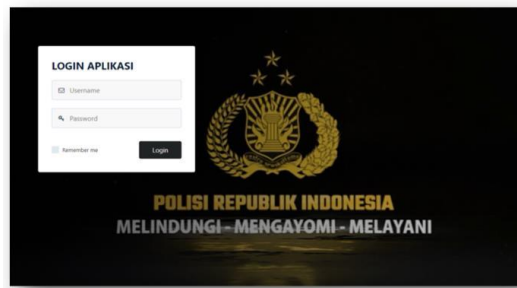 LOGIN APLIKASI
Username
Password
Remember me
Login
POLISI REPUBLIK INDONESIA
MELINDUNGI - MENGAYOMI - MELAYANI